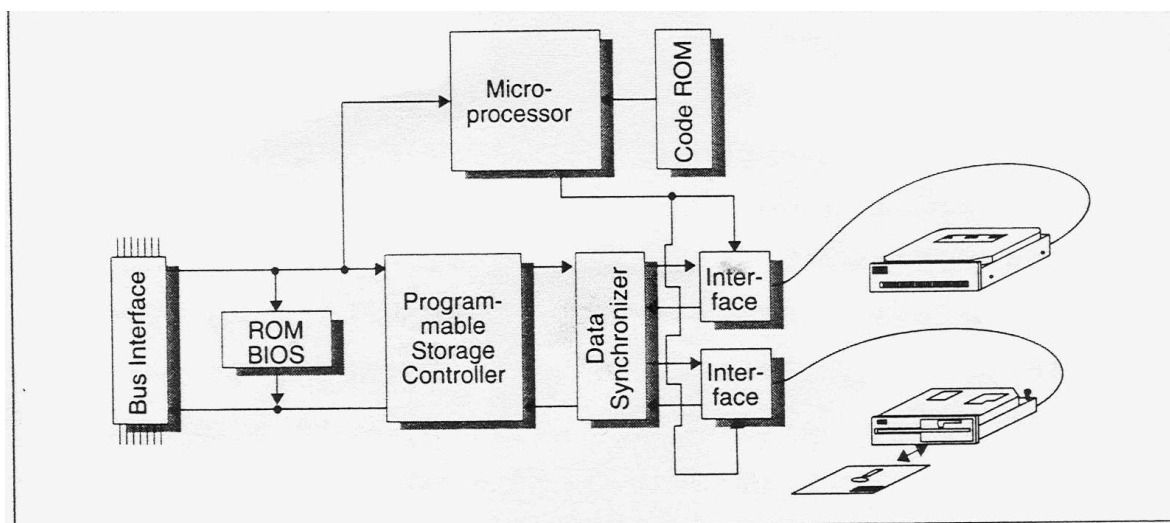 Micro-
processor
Code ROM
Bus Interface
ROM
BIOS
Program-
mable
Storage
Controller
Data
Synchronizer
Inter-
face
Inter-
face